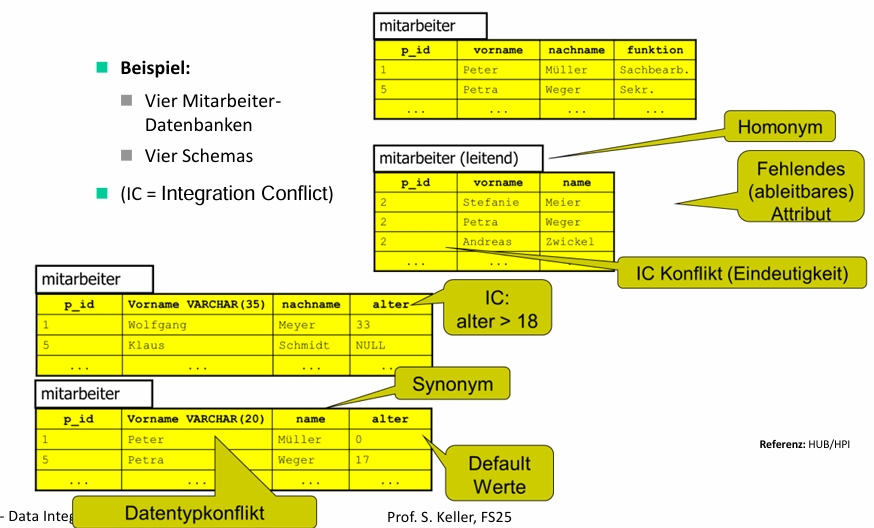 Beispiel:
Vier Mitarbeiter-
Datenbanken
Vier Schemas
(IC = Integration Conflict)
mitarbeiter
p_id vorname nachname funktion
1 Peter Müller Sachbearb.
5 Petra Weger Sekr.
... ... ... ...
Homonym
mitarbeiter (leitend)
p_id vorname name
2 Stefanie Meier
2 Petra Weger
2 Andreas Zwickel
... ...
Fehlendes
(ableitbares)
Attribut
IC Konflikt (Eindeutigkeit)
mitarbeiter
p_id Vorname VARCHAR(35) nachname alter
1 Wolfgang Meyer 33
5 Klaus Schmidt NULL
... ... ... ...
IC:
alter > 18
Synonym
mitarbeiter
p_id Vorname VARCHAR(20) name alter
1 Peter Müller 0
5 Petra Weger 17
... ... ...
Default
Werte
Datentypkonflikt
Referenz: HUB/HPI
- Data Integ
Prof. S. Keller, FS25